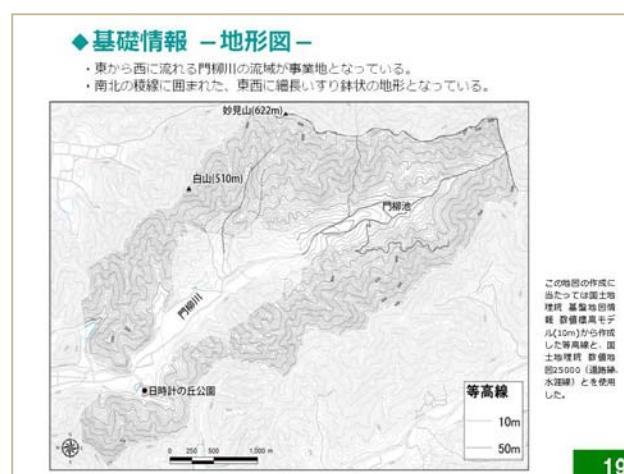 ◆基礎情報 －地形図－
・東から西に流れる門柳川の流域が事業地となっている。
・南北の稜線に囲まれた、東西に細長いすり鉢状の地形となっている。
妙見山(622m)
白山(510m)
門柳池
門柳川
日時計の丘公園
この地図の作成に
当たっては国土地
理院 基盤地図情
報 数値標高モデ
ル(10m)から作成
した等高線と、国
土地理院 数値地
図25000（道路縁、
水涯線）とを使用
した。
等高線
10m
50m
0 250 500 1,000 m
19